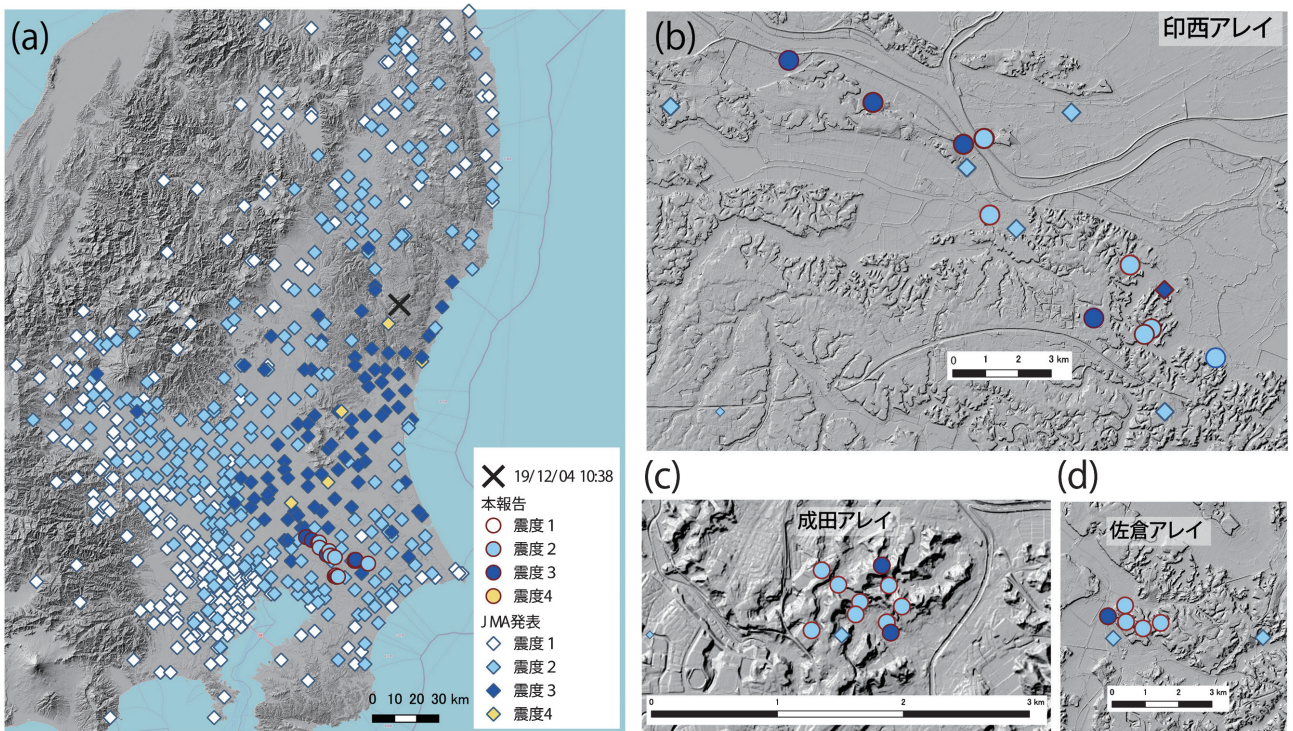 (a)
19/12/04 10:38
本報告
震度1
震度2
震度3
震度4
JMA発表
震度1
震度2
震度3
震度4
0 10 20 30 km
(b)
印西アレイ
0 1 2 3 km
(c)
成田アレイ
0 1 2 3 km
(d)
佐倉アレイ
0 1 2 3 km